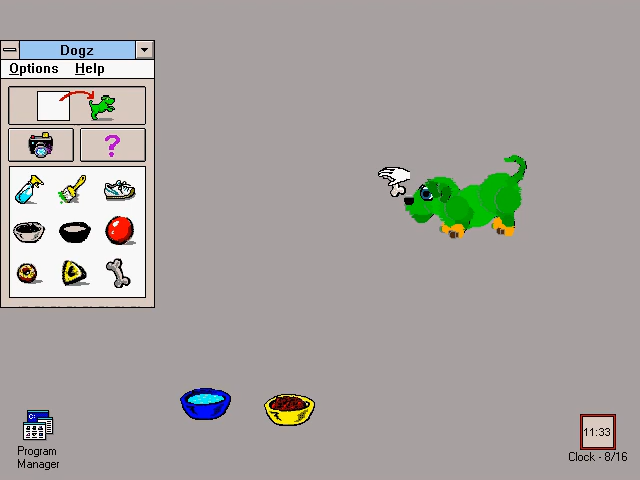 Dogz
Options Help
?
Program
Manager
11:33
Clock - 8/16